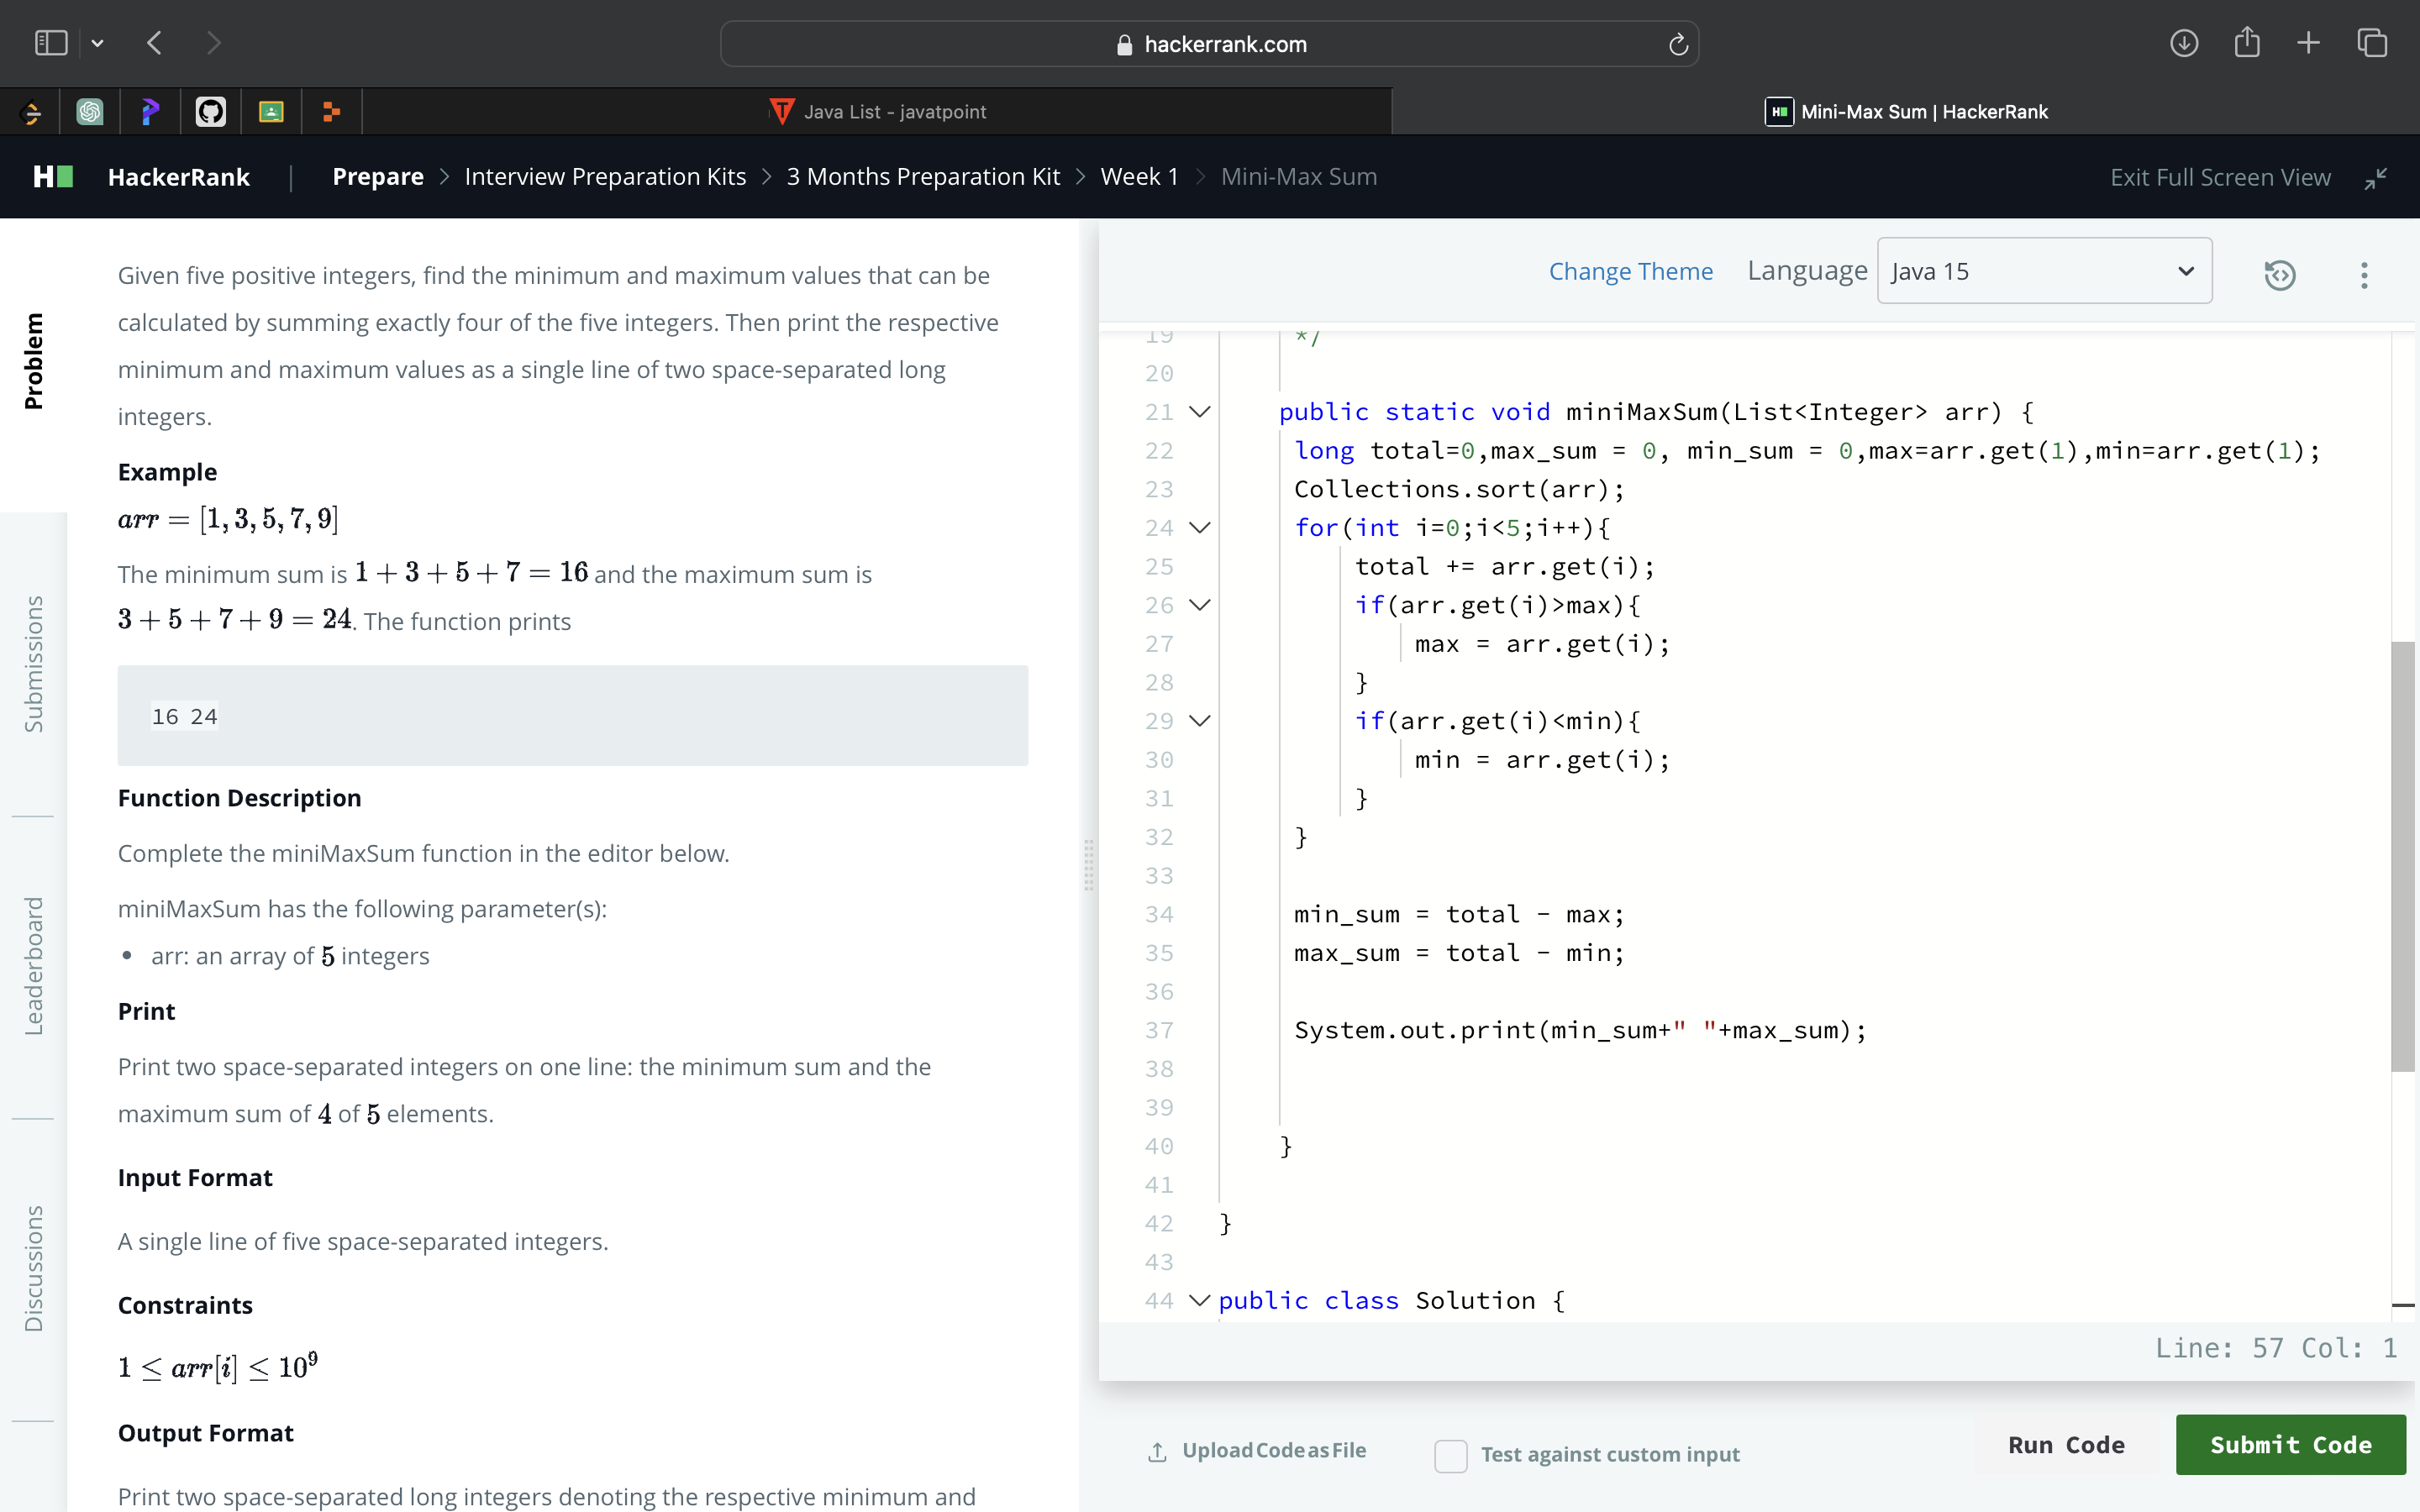 hackerrank.com
Java List - javatpoint
Mini-Max Sum | HackerRank
HackerRank | Prepare > Interview Preparation Kits > 3 Months Preparation Kit > Week 1 > Mini-Max Sum
Exit Full Screen View
Problem
Submissions
Leaderboard
Discussions
Given five positive integers, find the minimum and maximum values that can be
calculated by summing exactly four of the five integers. Then print the respective
minimum and maximum values as a single line of two space-separated long
integers.
Example
arr = [1, 3, 5, 7, 9]
The minimum sum is 1 + 3 + 5 + 7 = 16 and the maximum sum is
3 + 5 + 7 + 9 = 24. The function prints
16 24
Function Description
Complete the miniMaxSum function in the editor below.
miniMaxSum has the following parameter(s):
• arr: an array of 5 integers
Print
Print two space-separated integers on one line: the minimum sum and the
maximum sum of 4 of 5 elements.
Input Format
A single line of five space-separated integers.
Constraints
1 ≤ arr[i] ≤ 10⁹
Output Format
Print two space-separated long integers denoting the respective minimum and
Change Theme
Language
Java 15
19 */
20
21 public static void miniMaxSum(List<Integer> arr) {
22 long total=0,max_sum = 0, min_sum = 0,max=arr.get(1),min=arr.get(1);
23 Collections.sort(arr);
24 for(int i=0;i<5;i++){
25 total += arr.get(i);
26 if(arr.get(i)>max){
27 max = arr.get(i);
28 }
29 if(arr.get(i)<min){
30 min = arr.get(i);
31 }
32 }
33
34 min_sum = total - max;
35 max_sum = total - min;
36
37 System.out.print(min_sum+" "+max_sum);
38
39
40 }
41
42 }
43
44 public class Solution {
Line: 57 Col: 1
Upload Code as File
Test against custom input
Run Code
Submit Code